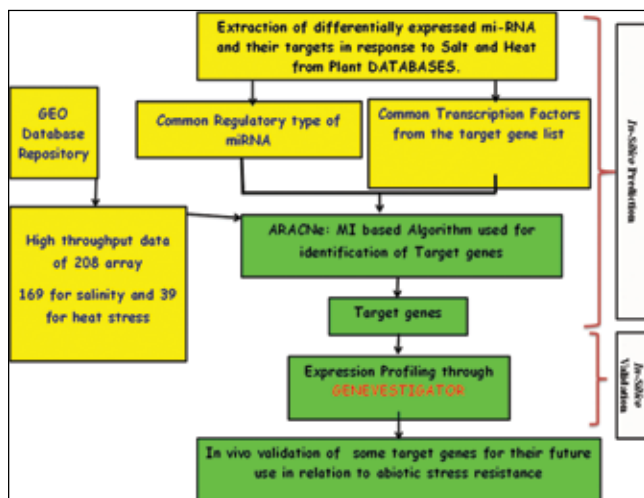 Extraction of differentially expressed mi-RNA
and their targets in response to Salt and Heat
from Plant DATABASES.
GEO
Database
Repository
Common Regulatory type of
miRNA
Common Transcription Factors
from the target gene list
High throughput data
of 208 array
169 for salinity and 39
for heat stress
ARACNe: MI based Algorithm used for
identification of Target genes
Target genes
Expression Profiling through
GENEVESTIGATOR
In vivo validation of some target genes for their future
use in relation to abiotic stress resistance
In-Silico Prediction
In-Silico
Validation